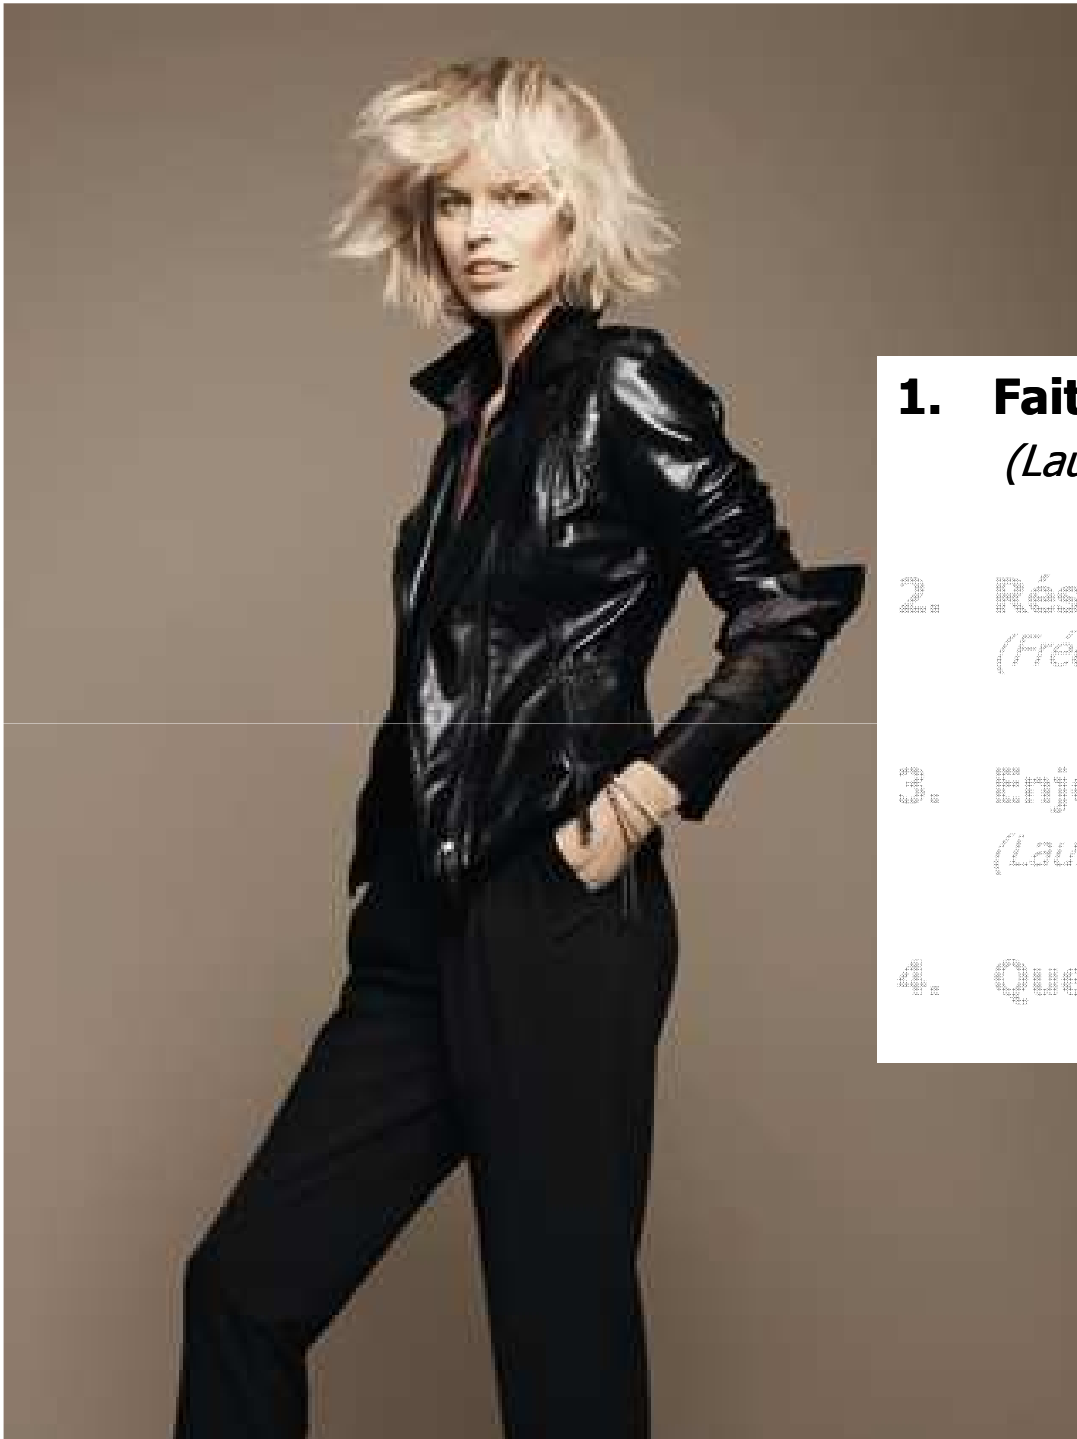 1. Fait
(Lau
2. Rés
(Fré
3. Enj
(Lau
4. Que